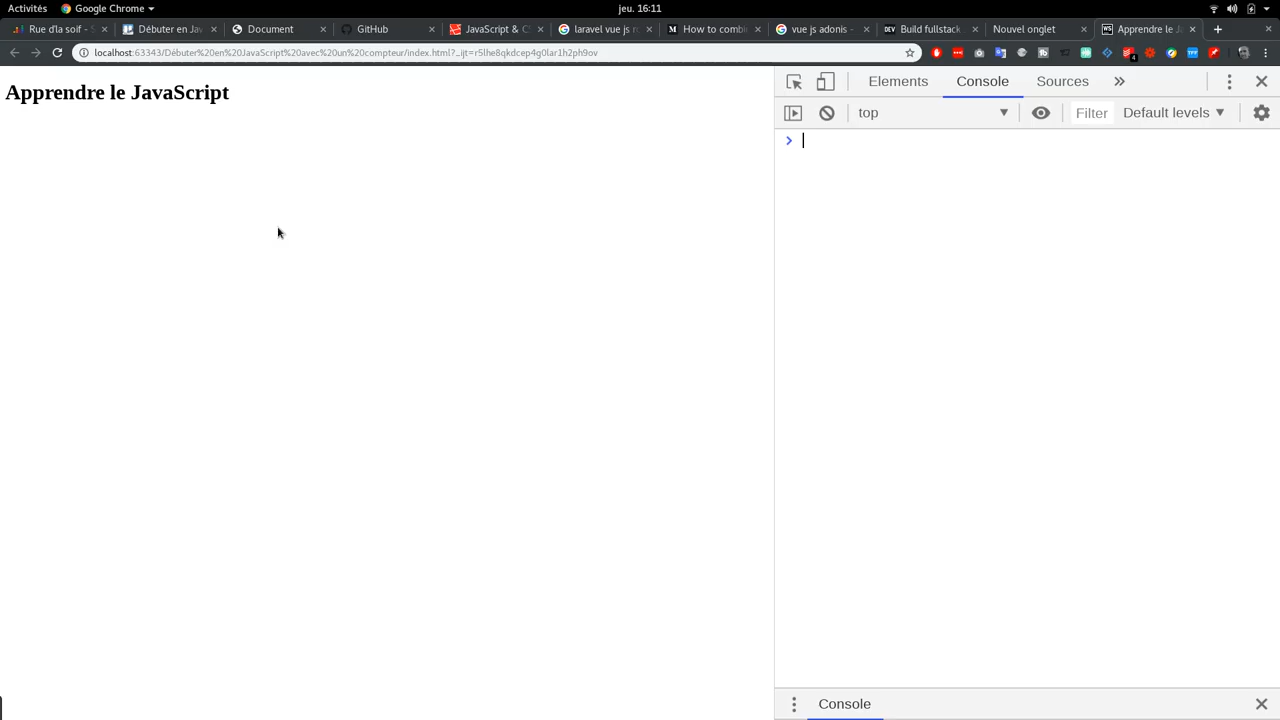 Activités Google Chrome jeu. 16:11
Rue d'la soif - S Débuter en Jav Document GitHub JavaScript & C laravel vue js ro How to combi vue js adonis - Build fullstack Nouvel onglet Apprendre le Ja
localhost:63343/Débuter%20en%20JavaScript%20avec%20un%20compteur/index.html?_ijt=r5lhe8qkdcep4g0lar1h2ph9ov
Apprendre le JavaScript
Elements Console Sources
top Filter Default levels
Console